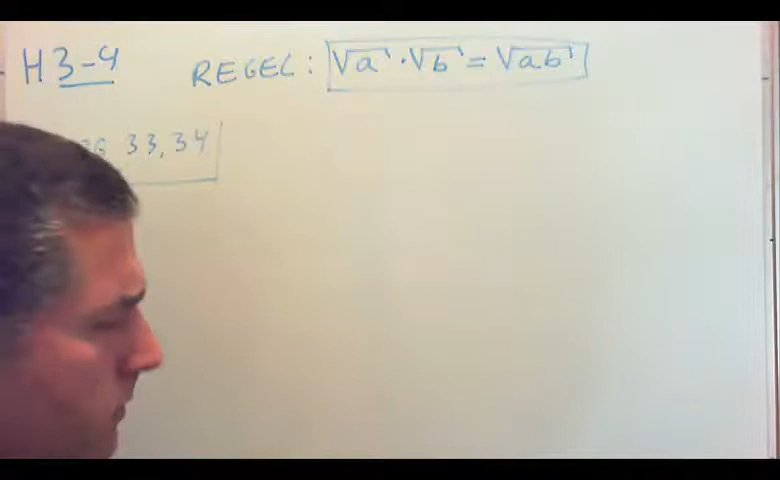 H3-4
REGEL: √a · √b = √ab
33, 34